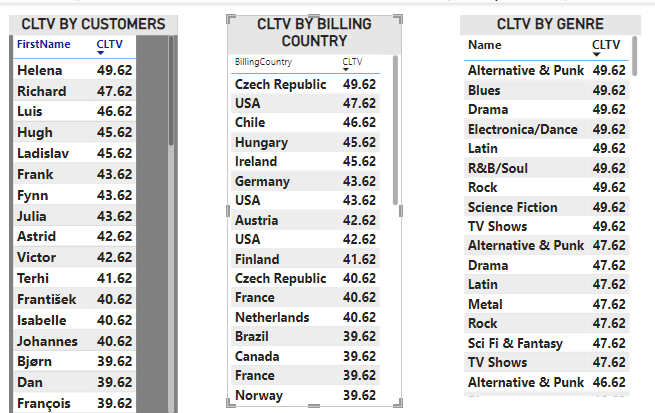 CLTV BY CUSTOMERS
FirstName CLTV
Helena 49.62
Richard 47.62
Luis 46.62
Hugh 45.62
Ladislav 45.62
Frank 43.62
Fynn 43.62
Julia 43.62
Astrid 42.62
Victor 42.62
Terhi 41.62
František 40.62
Isabelle 40.62
Johannes 40.62
Bjørn 39.62
Dan 39.62
François 39.62
CLTV BY BILLING
COUNTRY
BillingCountry CLTV
Czech Republic 49.62
USA 47.62
Chile 46.62
Hungary 45.62
Ireland 45.62
Germany 43.62
USA 43.62
Austria 42.62
USA 42.62
Finland 41.62
Czech Republic 40.62
France 40.62
Netherlands 40.62
Brazil 39.62
Canada 39.62
France 39.62
Norway 39.62
CLTV BY GENRE
Name CLTV
Alternative & Punk 49.62
Blues 49.62
Drama 49.62
Electronica/Dance 49.62
Latin 49.62
R&B/Soul 49.62
Rock 49.62
Science Fiction 49.62
TV Shows 49.62
Alternative & Punk 47.62
Drama 47.62
Latin 47.62
Metal 47.62
Rock 47.62
Sci Fi & Fantasy 47.62
TV Shows 47.62
Alternative & Punk 46.62